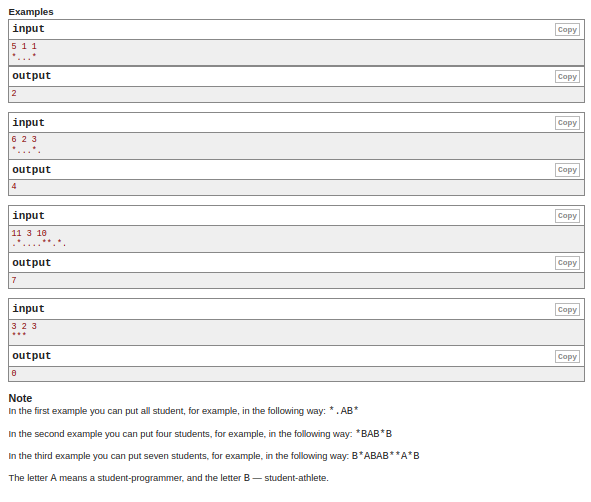 Examples
input
Copy
5 1 1
*...*
output
Copy
2
input
Copy
6 2 3
*...*.
output
Copy
4
input
Copy
11 3 10
.*....**.*.
output
Copy
7
input
Copy
3 2 3
***
output
Copy
0
Note
In the first example you can put all student, for example, in the following way: *.AB*
In the second example you can put four students, for example, in the following way: *BAB*B
In the third example you can put seven students, for example, in the following way: B*ABAB**A*B
The letter A means a student-programmer, and the letter B — student-athlete.